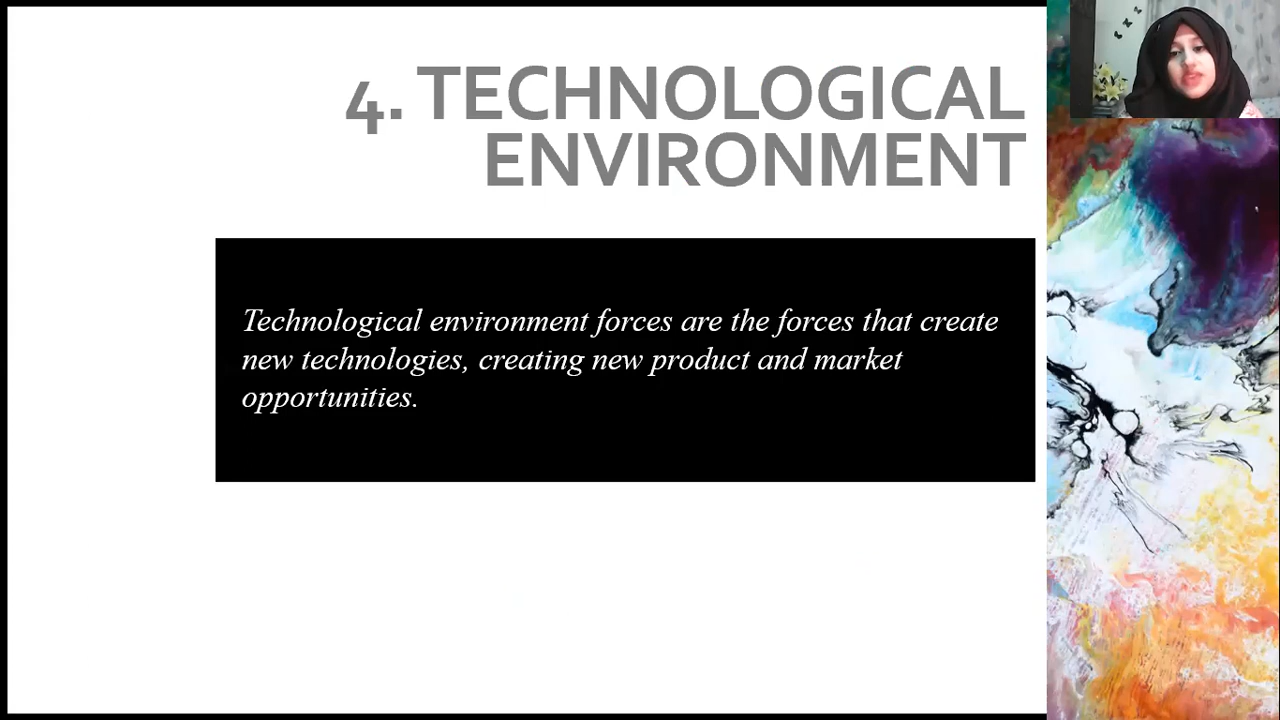 4. TECHNOLOGICAL
ENVIRONMENT
Technological environment forces are the forces that create
new technologies, creating new product and market
opportunities.